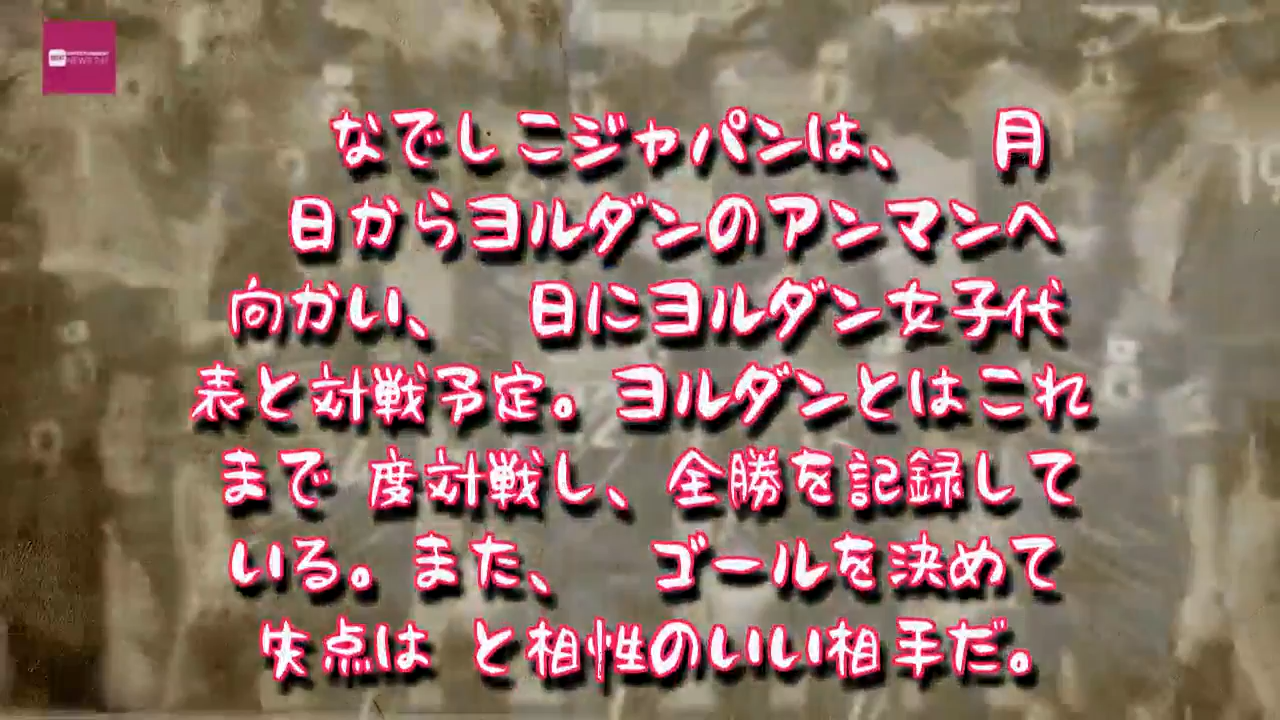 なでしこジャパンは、　月
日からヨルダンのアンマンへ
向かい、　日にヨルダン女子代
表と対戦予定。ヨルダンとはこれ
まで 度対戦し、全勝を記録して
いる。また、　ゴールを決めて
失点は と相性のいい相手だ。